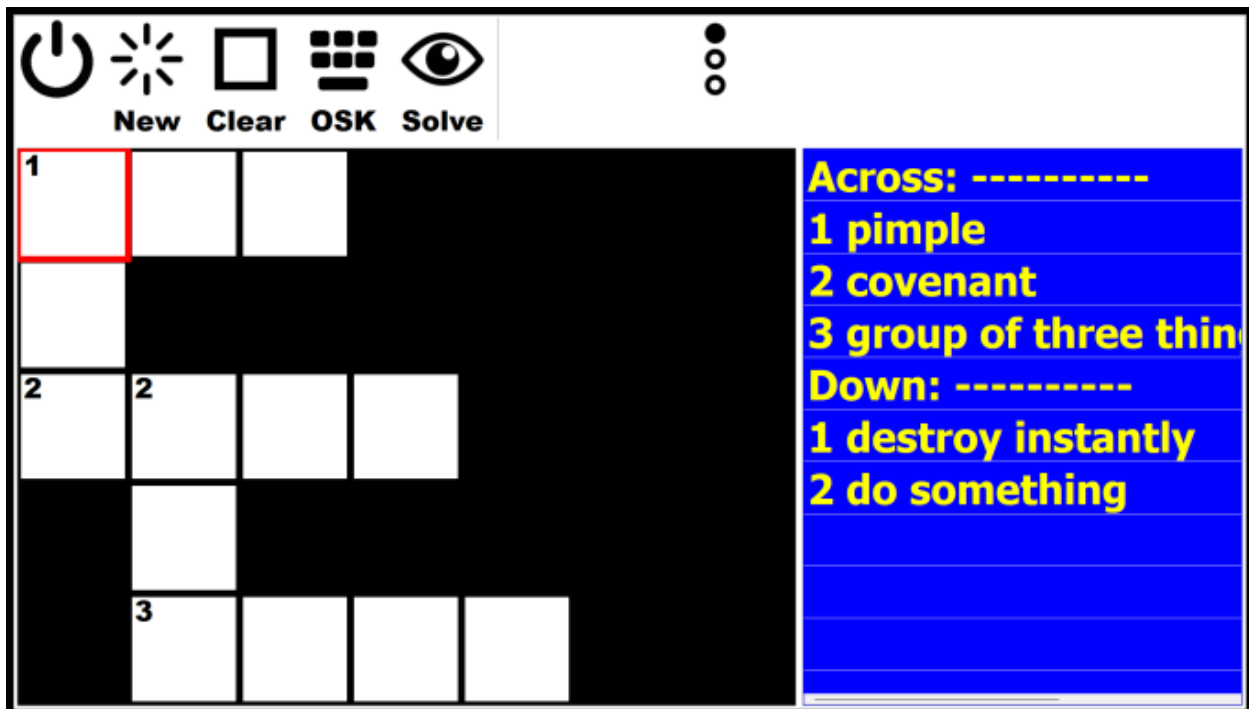 New Clear OSK Solve
1
2 2
3
Across: ----------
1 pimple
2 covenant
3 group of three
Down: ----------
1 destroy instantly
2 do something